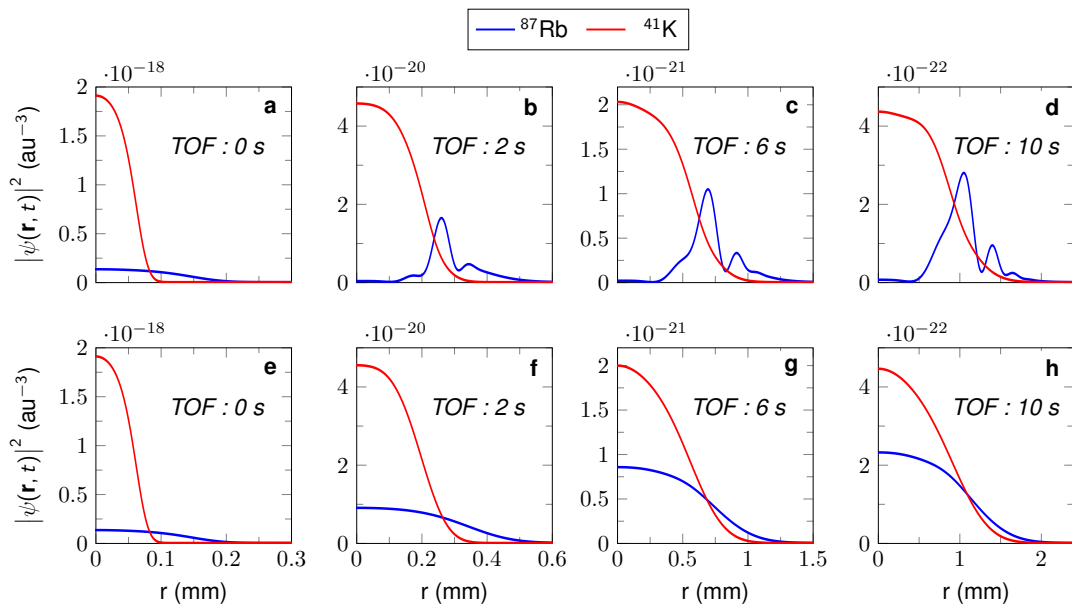 ⁸⁷Rb ⁴¹K
·10⁻¹⁸ ·10⁻²⁰ ·10⁻²¹ ·10⁻²²
|ψ(r, t)|² (au⁻³)
2 1.5 1 0.5 0
a
TOF : 0 s
4 2 0
b
TOF : 2 s
2 1.5 1 0.5 0
c
TOF : 6 s
4 2 0
d
TOF : 10 s
·10⁻¹⁸ ·10⁻²⁰ ·10⁻²¹ ·10⁻²²
|ψ(r, t)|² (au⁻³)
2 1.5 1 0.5 0
e
TOF : 0 s
4 2 0
f
TOF : 2 s
2 1.5 1 0.5 0
g
TOF : 6 s
4 2 0
h
TOF : 10 s
0 0.1 0.2 0.3 0 0.2 0.4 0.6 0 0.5 1 1.5 0 1 2
r (mm) r (mm) r (mm) r (mm)